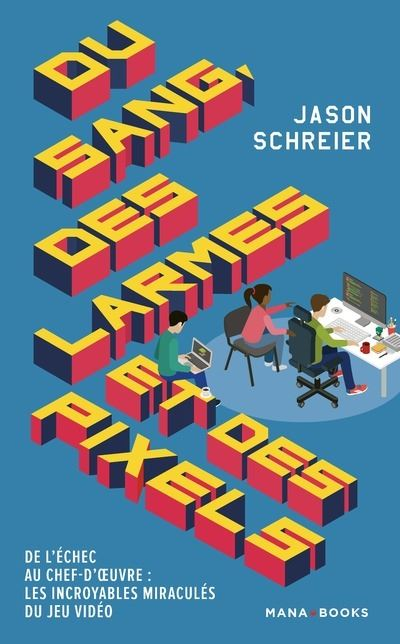 DU
SANG,
DES
LARMES
ET DES
PIXELS
JASON
SCHREIER
DE L'ÉCHEC
AU CHEF-D'ŒUVRE :
LES INCROYABLES MIRACULÉS
DU JEU VIDÉO
MANA BOOKS